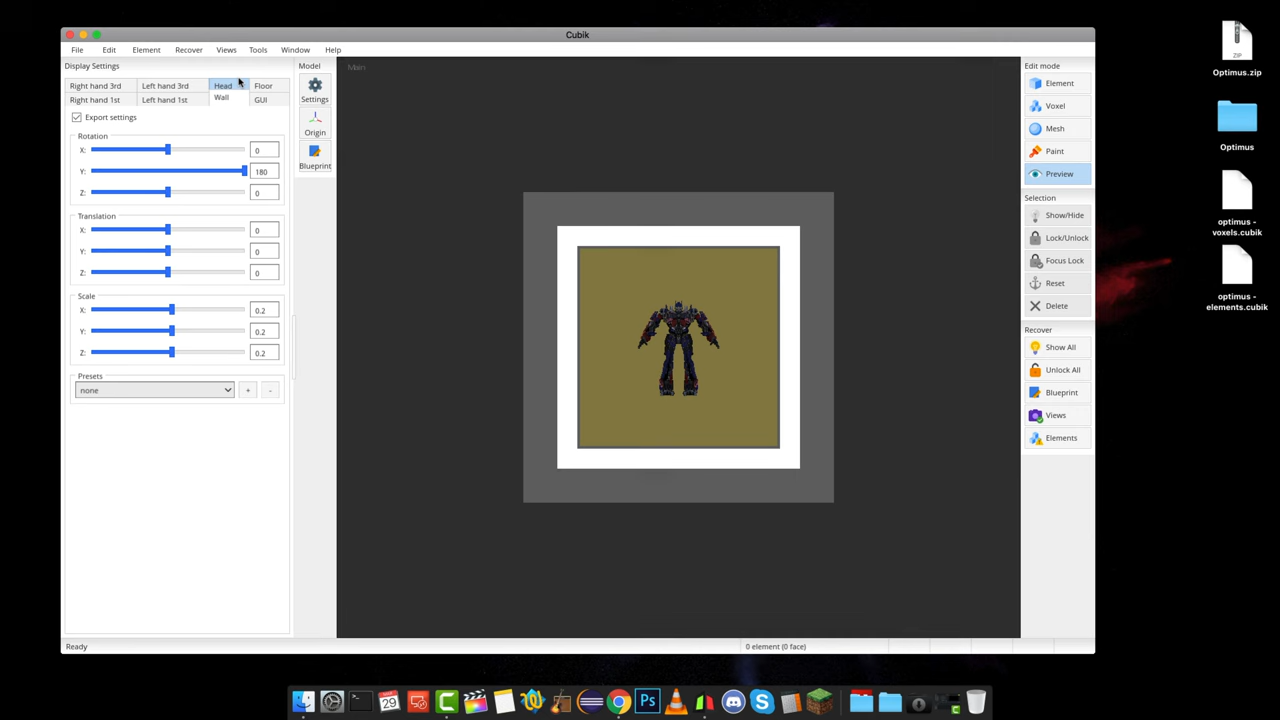 Cubik
File Edit Element Recover Views Tools Window Help
Display Settings
Right hand 3rd Left hand 3rd Head Floor
Right hand 1st Left hand 1st Wall GUI
Export settings
Rotation
X: 0
Y: 180
Z: 0
Translation
X: 0
Y: 0
Z: 0
Scale
X: 0.2
Y: 0.2
Z: 0.2
Presets
none + -
Model
Settings
Origin
Blueprint
Main
Edit mode
Element
Voxel
Mesh
Paint
Preview
Selection
Show/Hide
Lock/Unlock
Focus Lock
Reset
Delete
Recover
Show All
Unlock All
Blueprint
Views
Elements
Ready 0 element (0 face)
ZIP
Optimus.zip
Optimus
optimus
- voxels.cubik
optimus -
elements.cubik
29
Ps